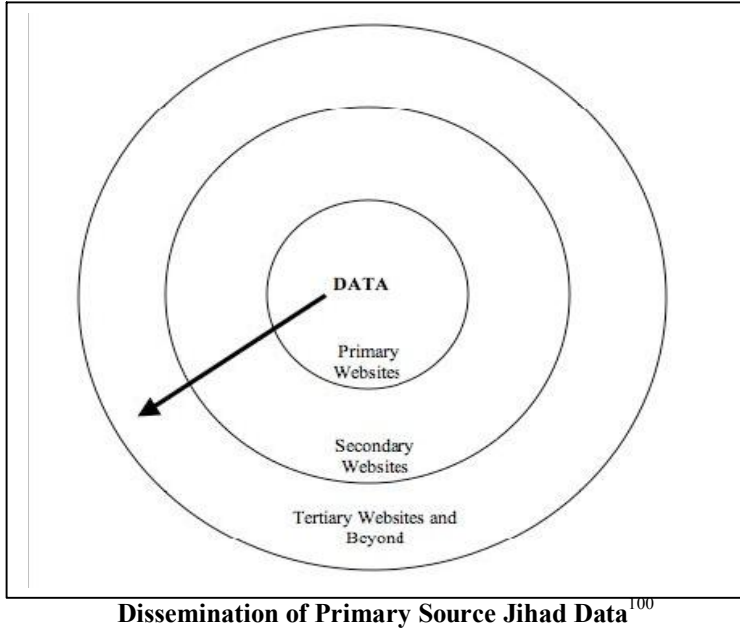 DATA
Primary
Websites
Secondary
Websites
Tertiary Websites and
Beyond
Dissemination of Primary Source Jihad Data100